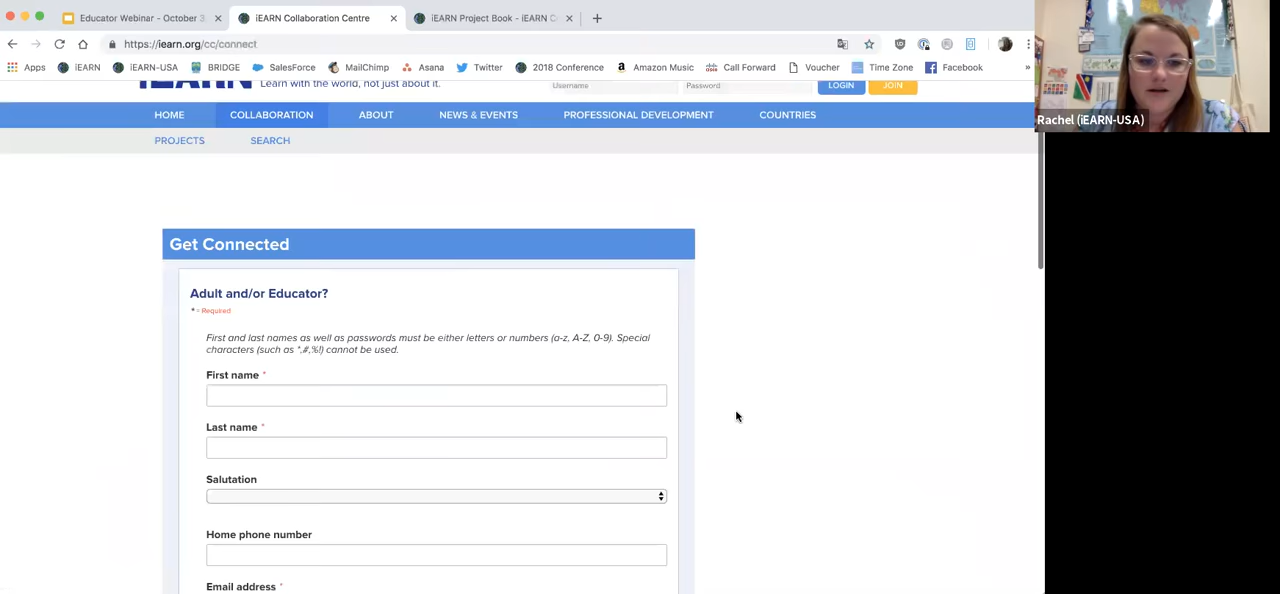 Educator Webinar - October 3
iEARN Collaboration Centre
iEARN Project Book - iEARN C
https://iearn.org/cc/connect
Apps
iEARN
iEARN-USA
BRIDGE
SalesForce
MailChimp
Asana
Twitter
2018 Conference
Amazon Music
Call Forward
Voucher
Time Zone
Facebook
»
iEARN
Learn with the world, not just about it.
Username
Password
LOGIN
JOIN
HOME
COLLABORATION
ABOUT
NEWS & EVENTS
PROFESSIONAL DEVELOPMENT
COUNTRIES
PROJECTS
SEARCH
Rachel (iEARN-USA)
Get Connected
Adult and/or Educator?
* = Required
First and last names as well as passwords must be either letters or numbers (a-z, A-Z, 0-9). Special
characters (such as *,#,%!) cannot be used.
First name *
Last name *
Salutation
Home phone number
Email address *